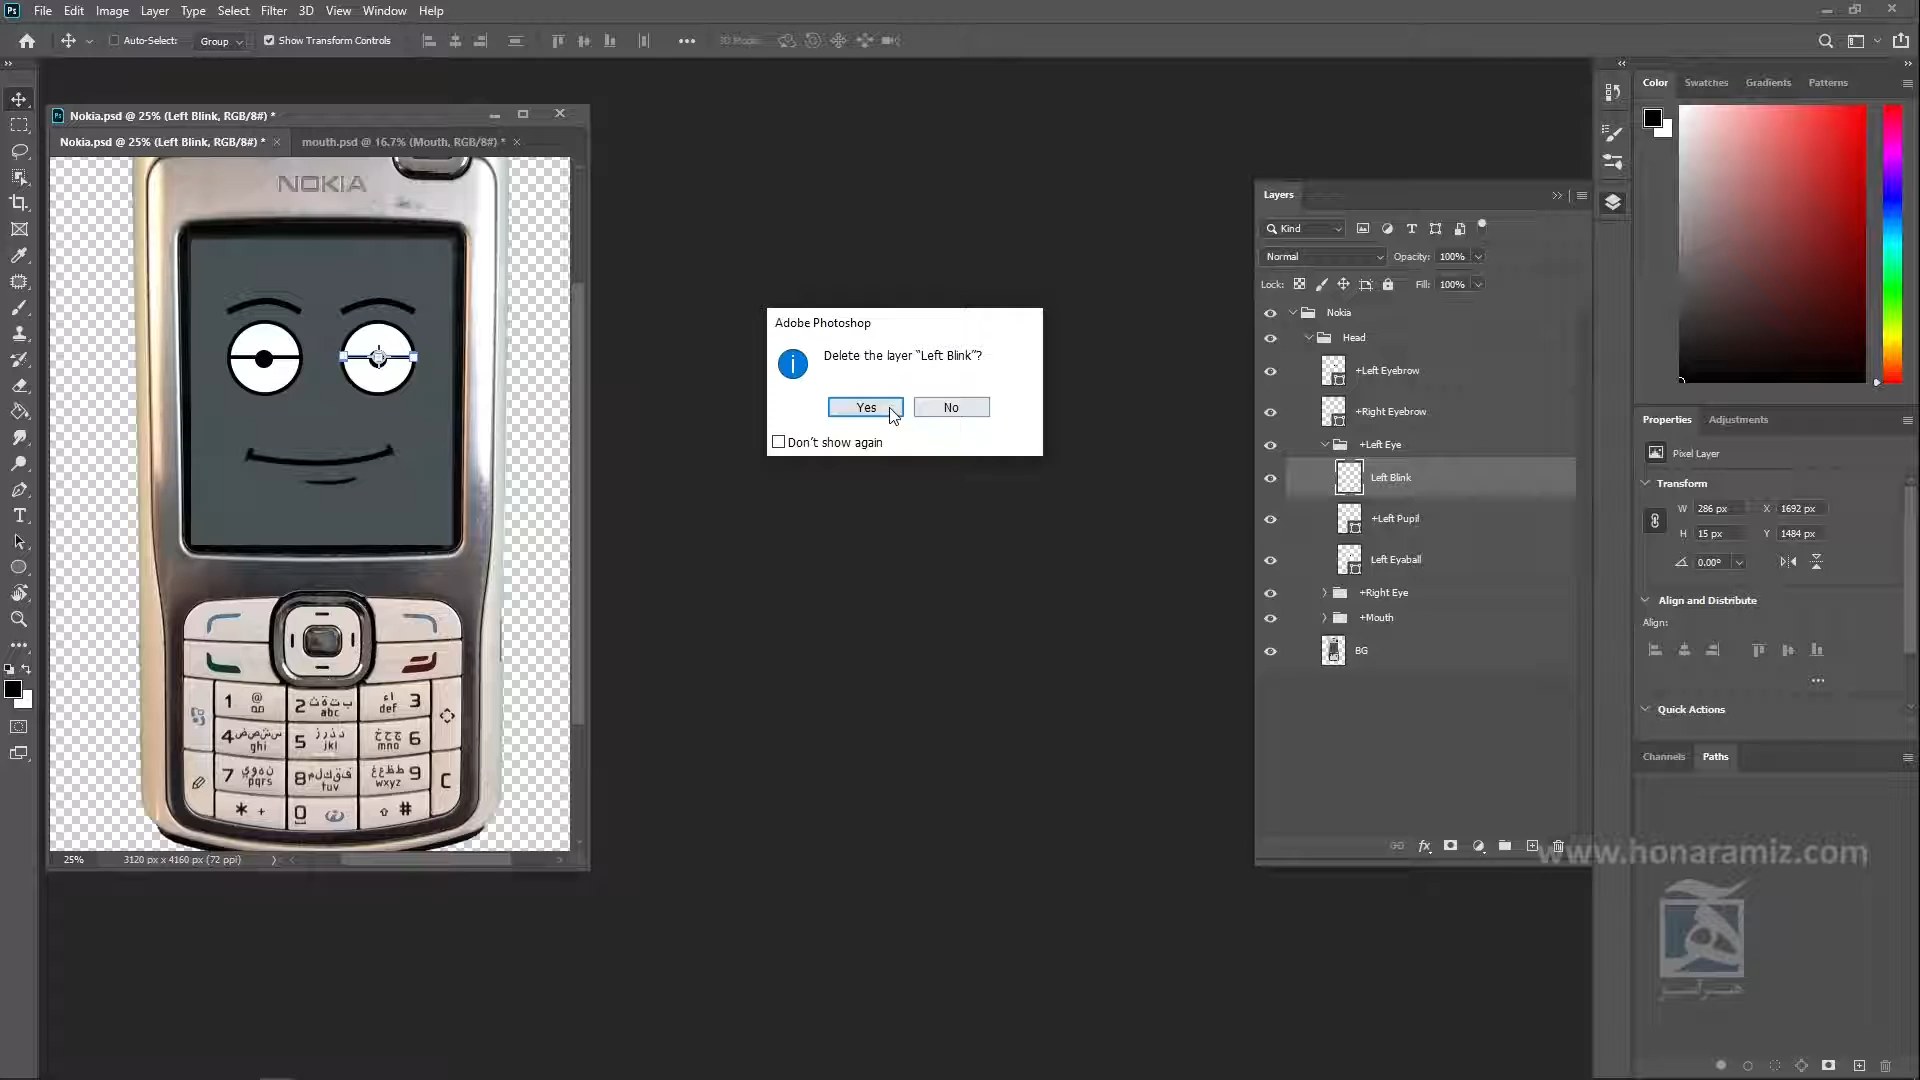 Ps File Edit Image Layer Type Select Filter 3D View Window Help
Auto-Select: Group Show Transform Controls 3D Mode:
Nokia.psd @ 25% (Left Blink, RGB/8#) *
Nokia.psd @ 25% (Left Blink, RGB/8#) * × mouth.psd @ 16.7% (Mouth, RGB/8#) * ×
NOKIA
1 @ 2 ب ت ة ث abc ء ا def 3
4 س ش ص ض ghi 5 د ذ ر ز jkl ج ح خ mno 6
7 ن ه و ي pqrs 8 ف ق ك ل م tuv ط ظ ع غ wxyz 9 C
* + 0 #
25% 3120 px x 4160 px (72 ppi)
Adobe Photoshop
Delete the layer “Left Blink”?
Yes No
Don't show again
Layers
Kind
Normal Opacity: 100%
Lock: Fill: 100%
Nokia
Head
+Left Eyebrow
+Right Eyebrow
+Left Eye
Left Blink
+Left Pupil
Left Eyaball
+Right Eye
+Mouth
BG
fx
Color Swatches Gradients Patterns
Properties Adjustments
Pixel Layer
Transform
W 286 px X 1692 px
H 15 px Y 1484 px
0.00°
Align and Distribute
Align:
Quick Actions
Channels Paths
www.honaramiz.com
هنرآمیز